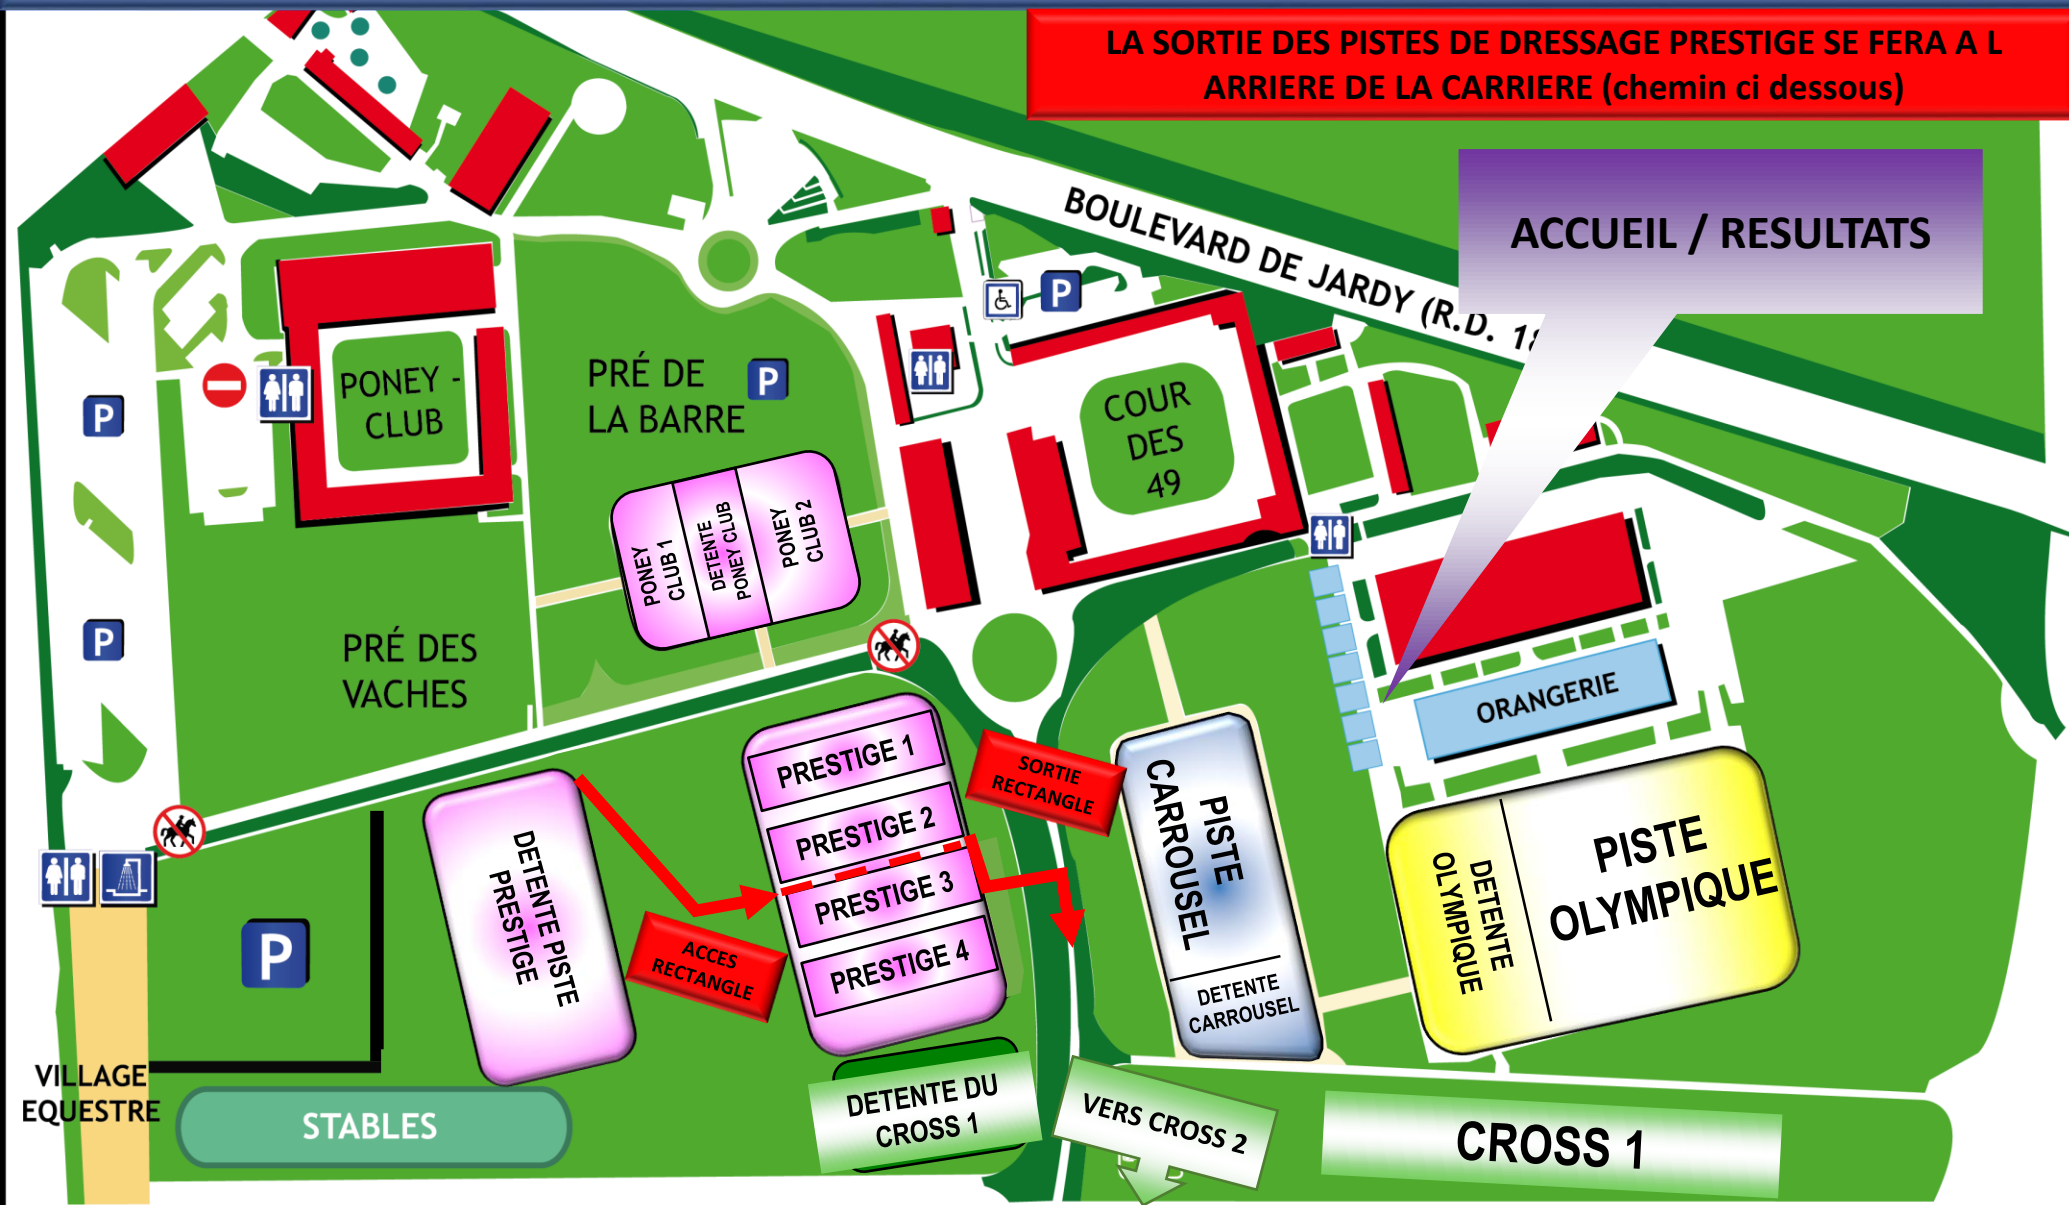 LA SORTIE DES PISTES DE DRESSAGE PRESTIGE SE FERA A L
ARRIERE DE LA CARRIERE (chemin ci dessous)
ACCUEIL / RESULTATS
BOULEVARD DE JARDY (R.D. 18
P
PRÉ DE
LA BARRE
P
PONEY -
CLUB
P
COUR
DES
49
PONEY
CLUB 1
DETENTE
PONEY CLUB
PONEY
CLUB 2
P
PRÉ DES
VACHES
ORANGERIE
PRESTIGE 1
PRESTIGE 2
PRESTIGE 3
PRESTIGE 4
SORTIE
RECTANGLE
PISTE
CARROUSEL
DETENTE
CARROUSEL
DETENTE
OLYMPIQUE
PISTE
OLYMPIQUE
DETENTE PISTE
PRESTIGE
ACCES
RECTANGLE
P
VILLAGE
EQUESTRE
STABLES
DETENTE DU
CROSS 1
VERS CROSS 2
CROSS 1